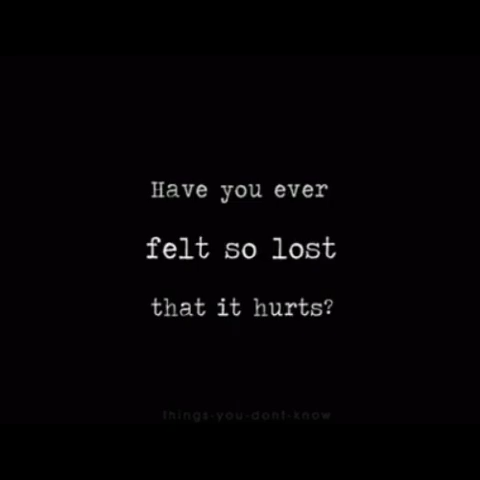 Have you ever
felt so lost
that it hurts?
things-you-dont-know